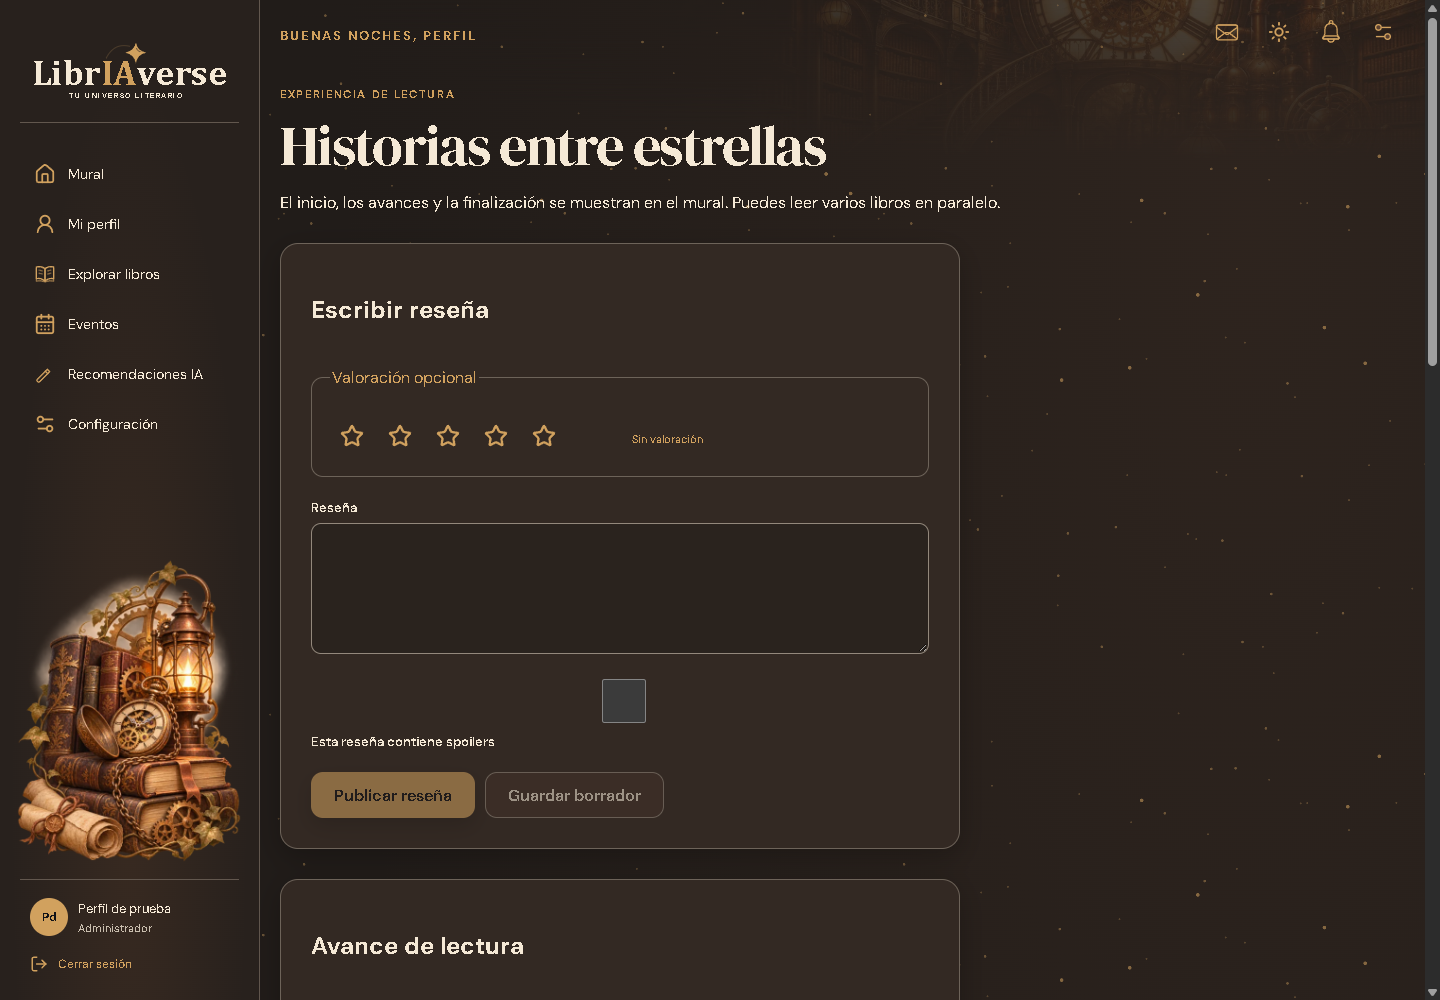 LibrIAverse
TU UNIVERSO LITERARIO
Mural
Mi perfil
Explorar libros
Eventos
Recomendaciones IA
Configuración
Pd
Perfil de prueba
Administrador
Cerrar sesión
BUENAS NOCHES, PERFIL
EXPERIENCIA DE LECTURA
Historias entre estrellas
El inicio, los avances y la finalización se muestran en el mural. Puedes leer varios libros en paralelo.
Escribir reseña
Valoración opcional
Sin valoración
Reseña
Esta reseña contiene spoilers
Publicar reseña
Guardar borrador
Avance de lectura